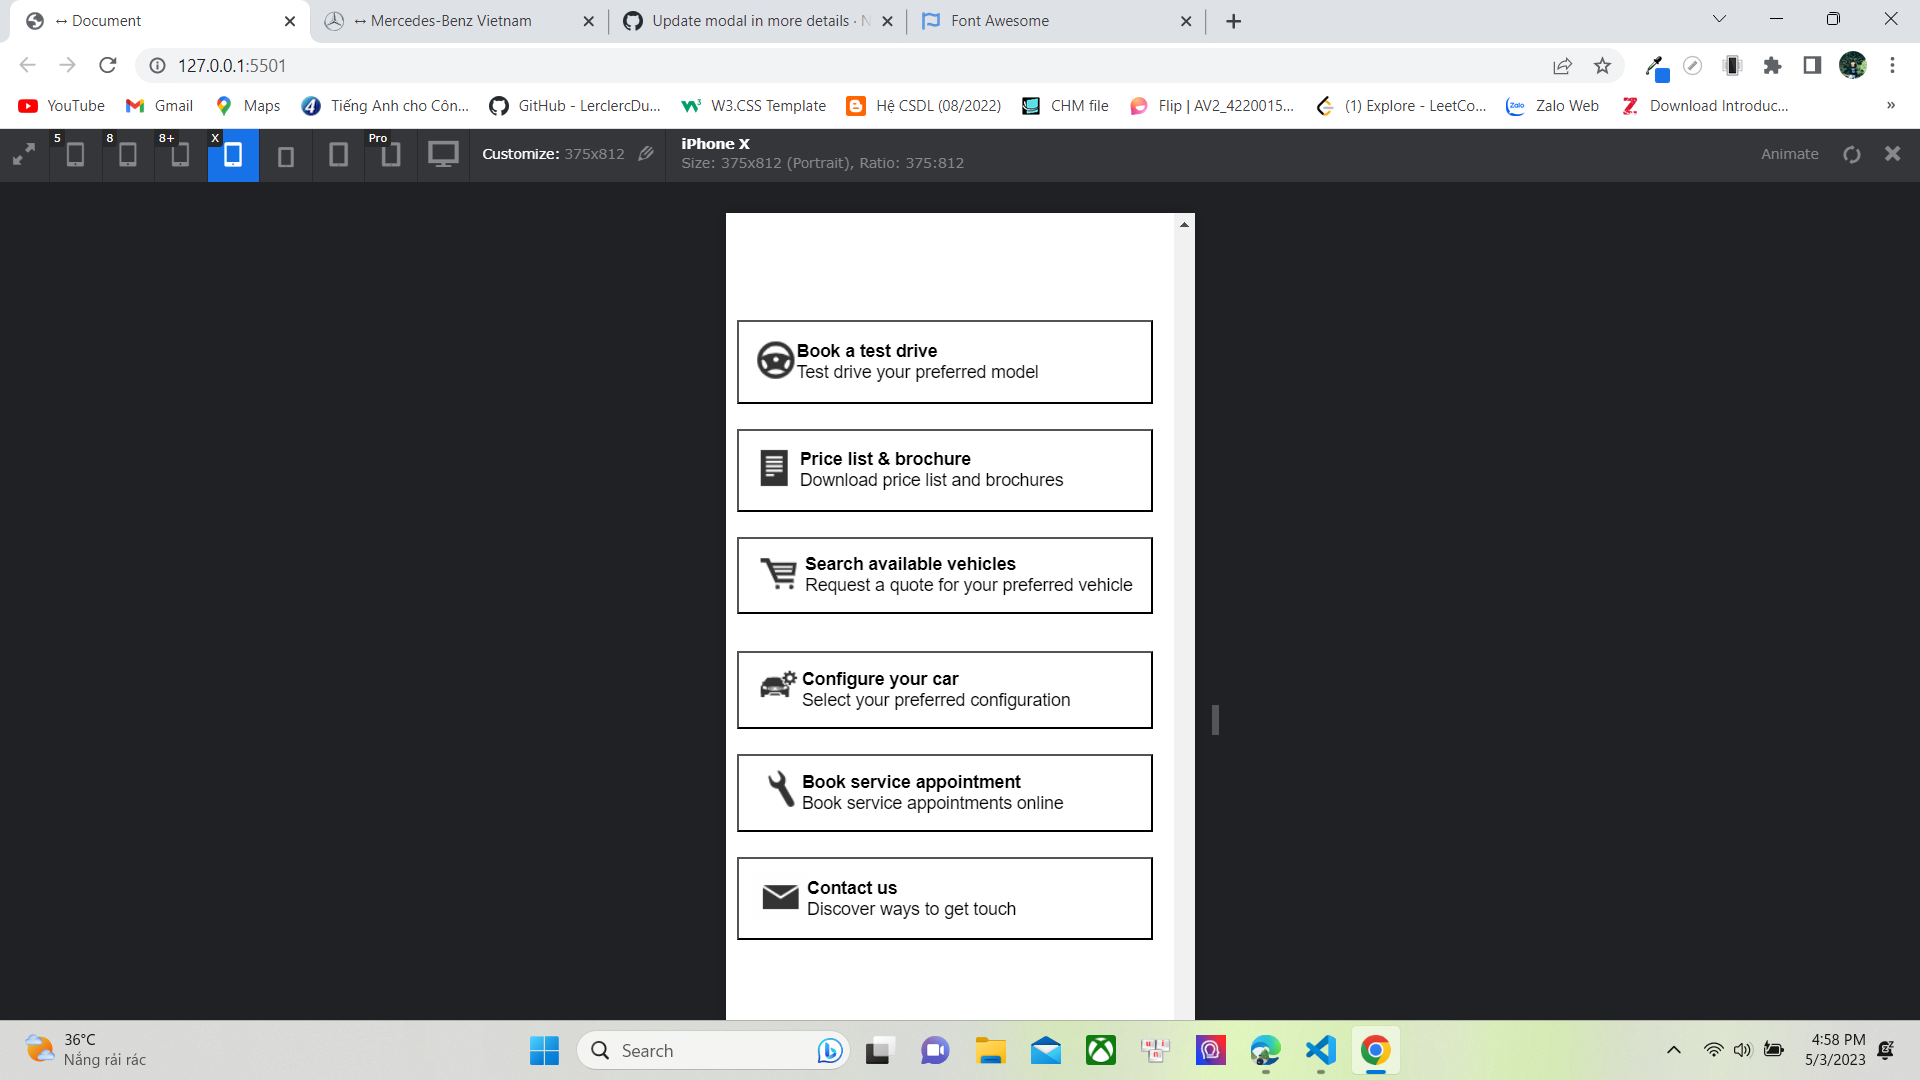 ↔ Document
↔ Mercedes-Benz Vietnam
Update modal in more details · N
Font Awesome
127.0.0.1:5501
YouTube
Gmail
Maps
Tiếng Anh cho Côn...
GitHub - LerclercDu...
W3.CSS Template
Hệ CSDL (08/2022)
CHM file
Flip | AV2_4220015...
(1) Explore - LeetCo...
Zalo Web
Download Introduc...
»
5
8
8+
X
Pro
Customize: 375x812
iPhone X
Size: 375x812 (Portrait), Ratio: 375:812
Animate
Book a test drive
Test drive your preferred model
Price list & brochure
Download price list and brochures
Search available vehicles
Request a quote for your preferred vehicle
Configure your car
Select your preferred configuration
Book service appointment
Book service appointments online
Contact us
Discover ways to get touch
36°C
Nắng rải rác
Search
4:58 PM
5/3/2023